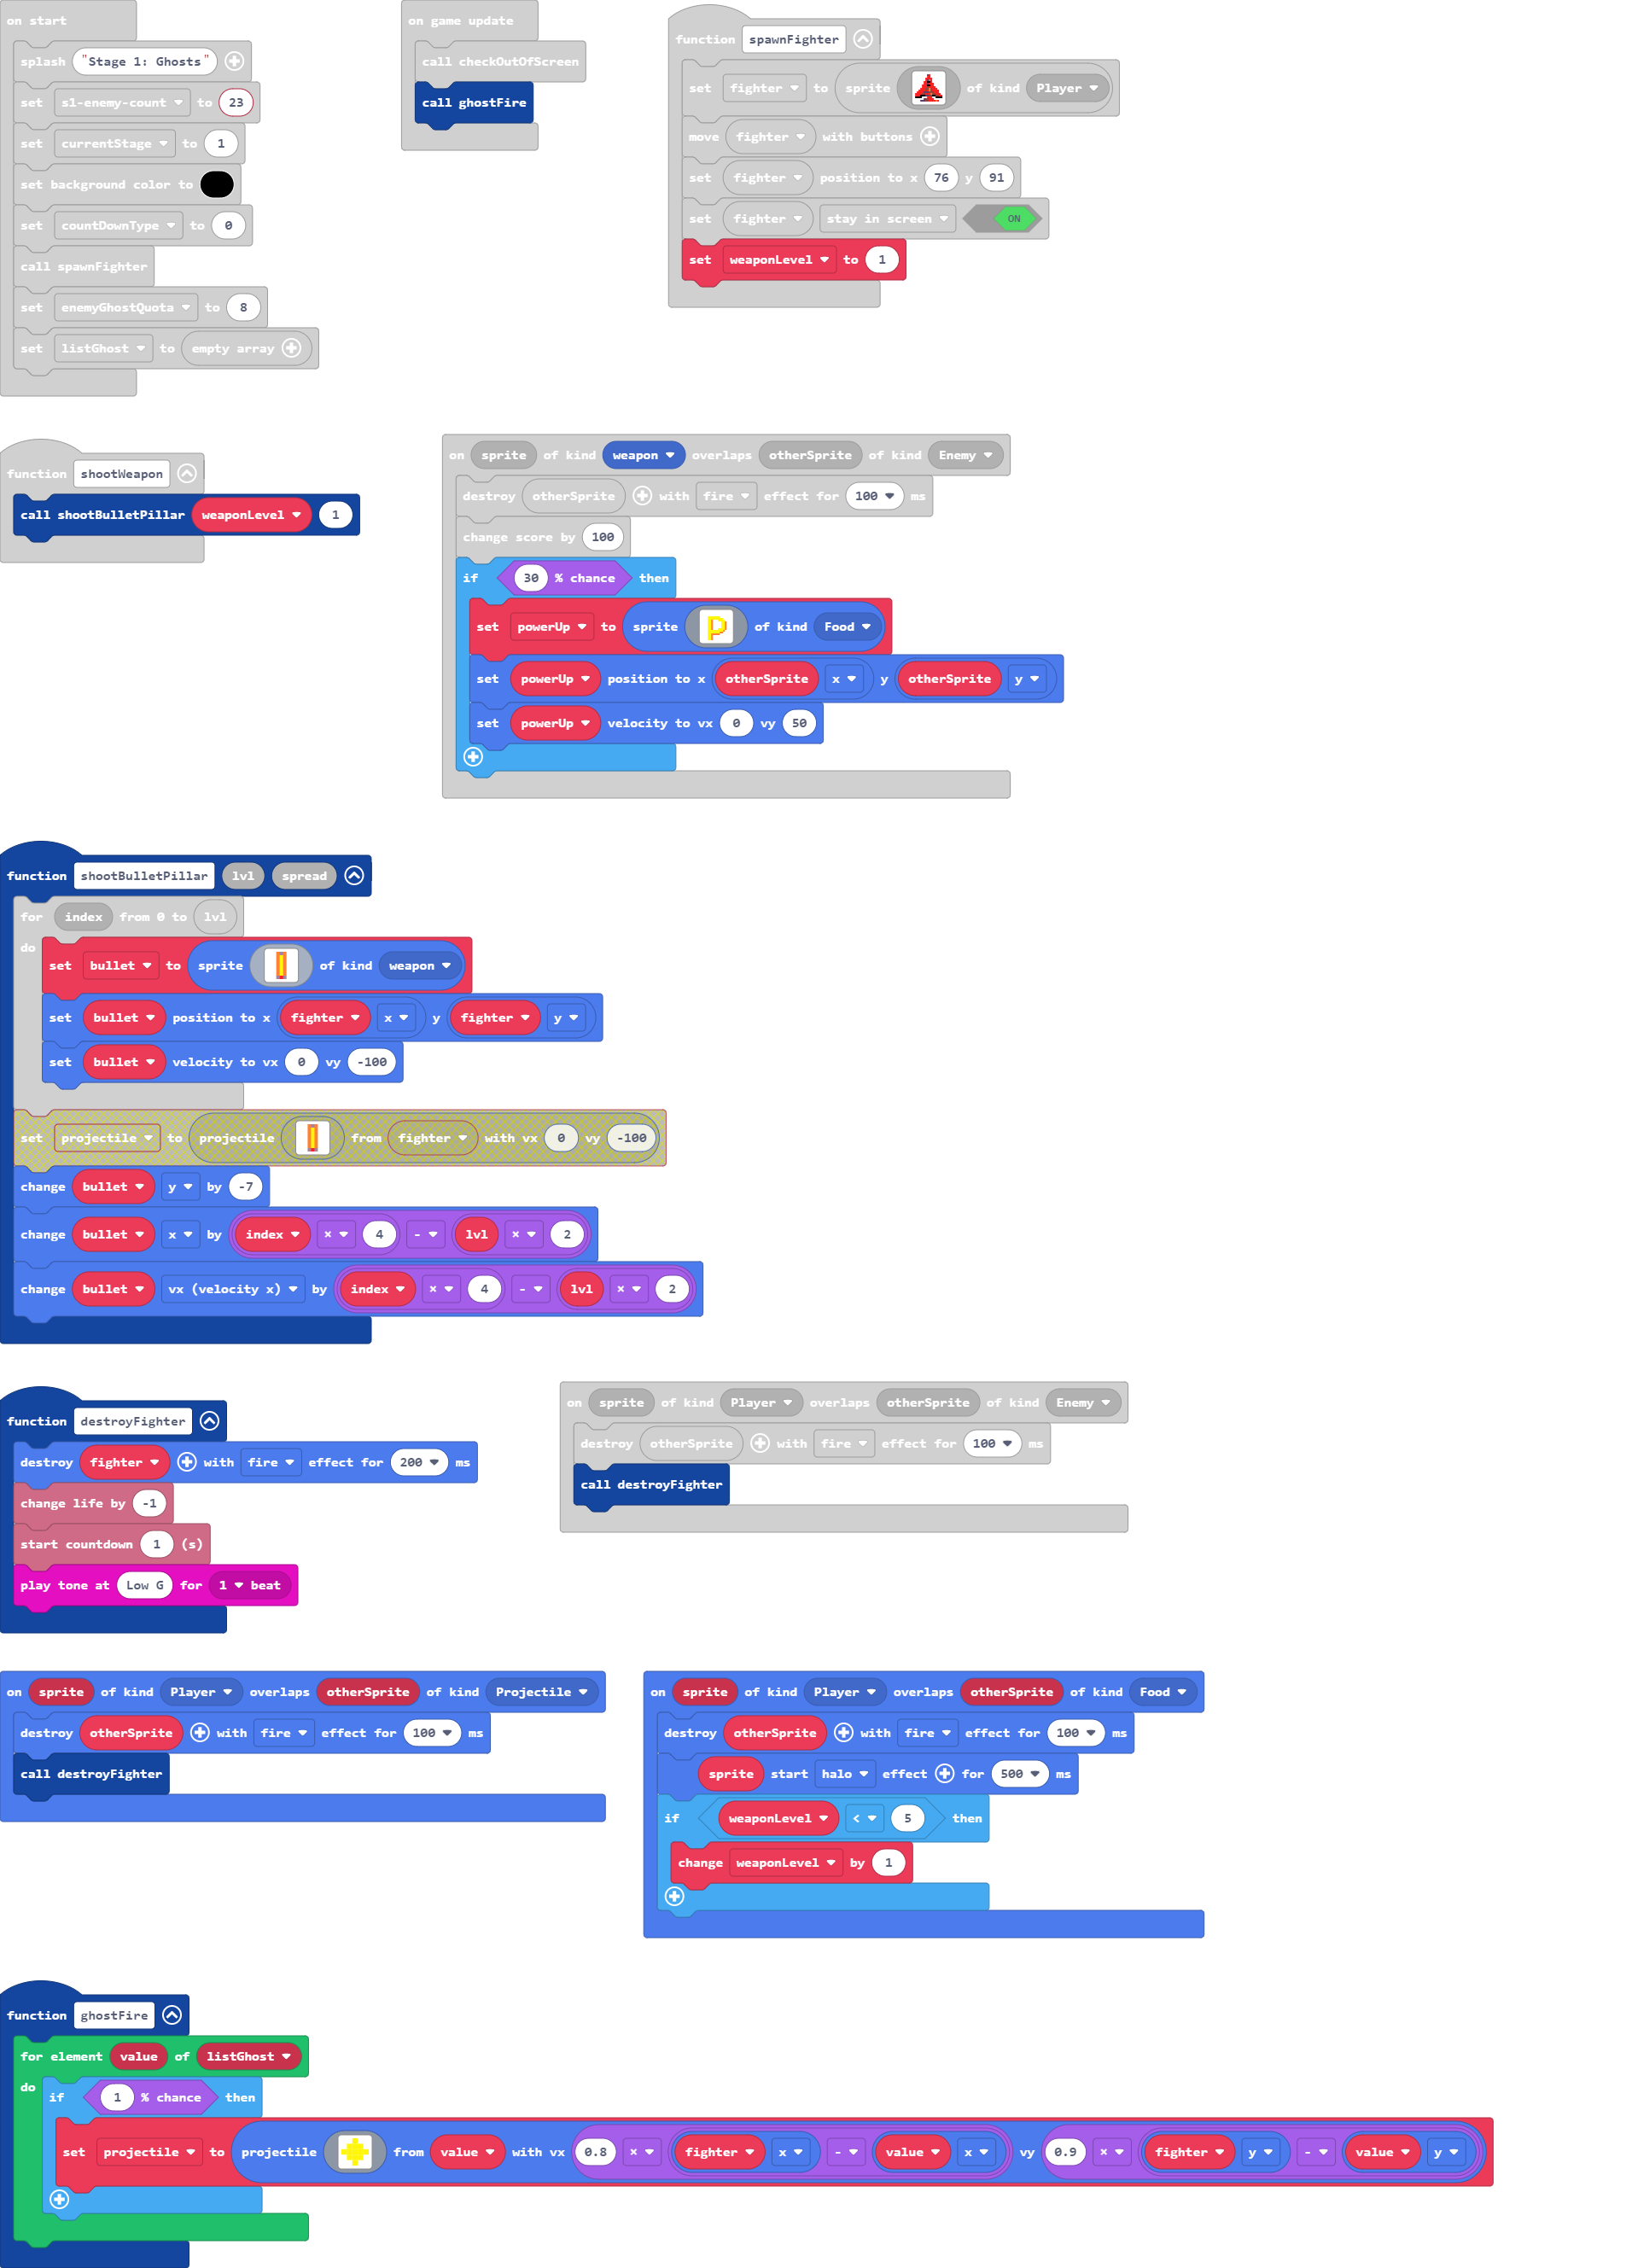 on start
splash "Stage 1: Ghosts"
set s1-enemy-count to 23
set currentStage to 1
set background color to
set countDownType to 0
call spawnFighter
set enemyGhostQuota to 8
set listGhost to empty array
on game update
call checkOutOfScreen
call ghostFire
function spawnFighter
set fighter to sprite of kind Player
move fighter with buttons
set fighter position to x 76 y 91
set fighter stay in screen ON
set weaponLevel to 1
function shootWeapon
call shootBulletPillar weaponLevel 1
on sprite of kind weapon overlaps otherSprite of kind Enemy
destroy otherSprite with fire effect for 100 ms
change score by 100
if 30 % chance then
set powerUp to sprite P of kind Food
set powerUp position to x otherSprite x y otherSprite y
set powerUp velocity to vx 0 vy 50
function shootBulletPillar lvl spread
for index from 0 to lvl
do
set bullet to sprite of kind weapon
set bullet position to x fighter x y fighter y
set bullet velocity to vx 0 vy -100
set projectile to projectile from fighter with vx 0 vy -100
change bullet y by -7
change bullet x by index × 4 - lvl × 2
change bullet vx (velocity x) by index × 4 - lvl × 2
function destroyFighter
destroy fighter with fire effect for 200 ms
change life by -1
start countdown 1 (s)
play tone at Low G for 1 beat
on sprite of kind Player overlaps otherSprite of kind Enemy
destroy otherSprite with fire effect for 100 ms
call destroyFighter
on sprite of kind Player overlaps otherSprite of kind Projectile
destroy otherSprite with fire effect for 100 ms
call destroyFighter
on sprite of kind Player overlaps otherSprite of kind Food
destroy otherSprite with fire effect for 100 ms
sprite start halo effect for 500 ms
if weaponLevel < 5 then
change weaponLevel by 1
function ghostFire
for element value of listGhost
do
if 1 % chance then
set projectile to projectile from value with vx 0.8 × fighter x - value x vy 0.9 × fighter y - value y